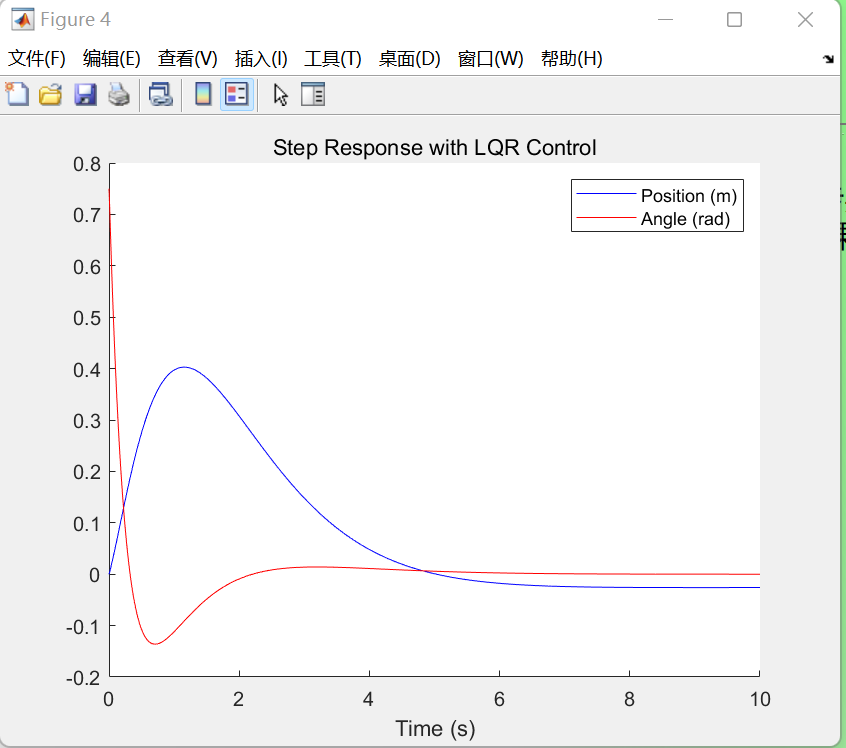 Figure 4
文件(F) 编辑(E) 查看(V) 插入(I) 工具(T) 桌面(D) 窗口(W) 帮助(H)
Step Response with LQR Control
Position (m)
Angle (rad)
0.8
0.7
0.6
0.5
0.4
0.3
0.2
0.1
0
-0.1
-0.2
0 2 4 6 8 10
Time (s)